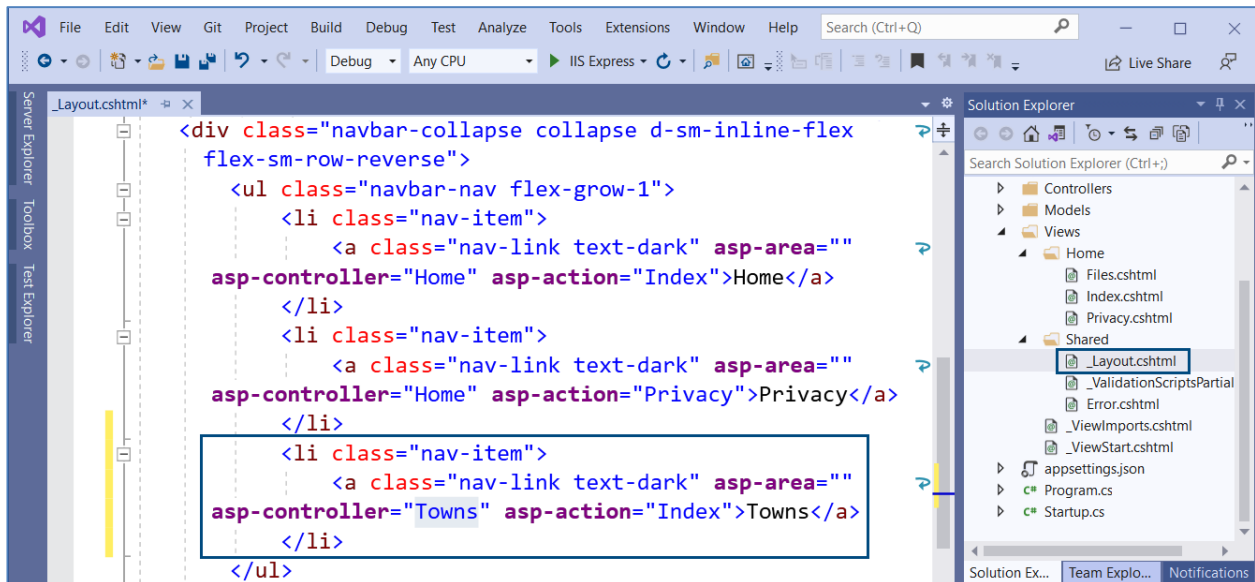 File Edit View Git Project Build Debug Test Analyze Tools Extensions Window Help Search (Ctrl+Q)
Debug Any CPU IIS Express Live Share
Server Explorer
Toolbox
Test Explorer
_Layout.cshtml*
<div class="navbar-collapse collapse d-sm-inline-flex
flex-sm-row-reverse">
<ul class="navbar-nav flex-grow-1">
<li class="nav-item">
<a class="nav-link text-dark" asp-area=""
asp-controller="Home" asp-action="Index">Home</a>
</li>
<li class="nav-item">
<a class="nav-link text-dark" asp-area=""
asp-controller="Home" asp-action="Privacy">Privacy</a>
</li>
<li class="nav-item">
<a class="nav-link text-dark" asp-area=""
asp-controller="Towns" asp-action="Index">Towns</a>
</li>
</ul>
Solution Explorer
Search Solution Explorer (Ctrl+;)
Controllers
Models
Views
Home
Files.cshtml
Index.cshtml
Privacy.cshtml
Shared
_Layout.cshtml
_ValidationScriptsPartial
Error.cshtml
_ViewImports.cshtml
_ViewStart.cshtml
appsettings.json
C# Program.cs
C# Startup.cs
Solution Ex... Team Explo... Notifications